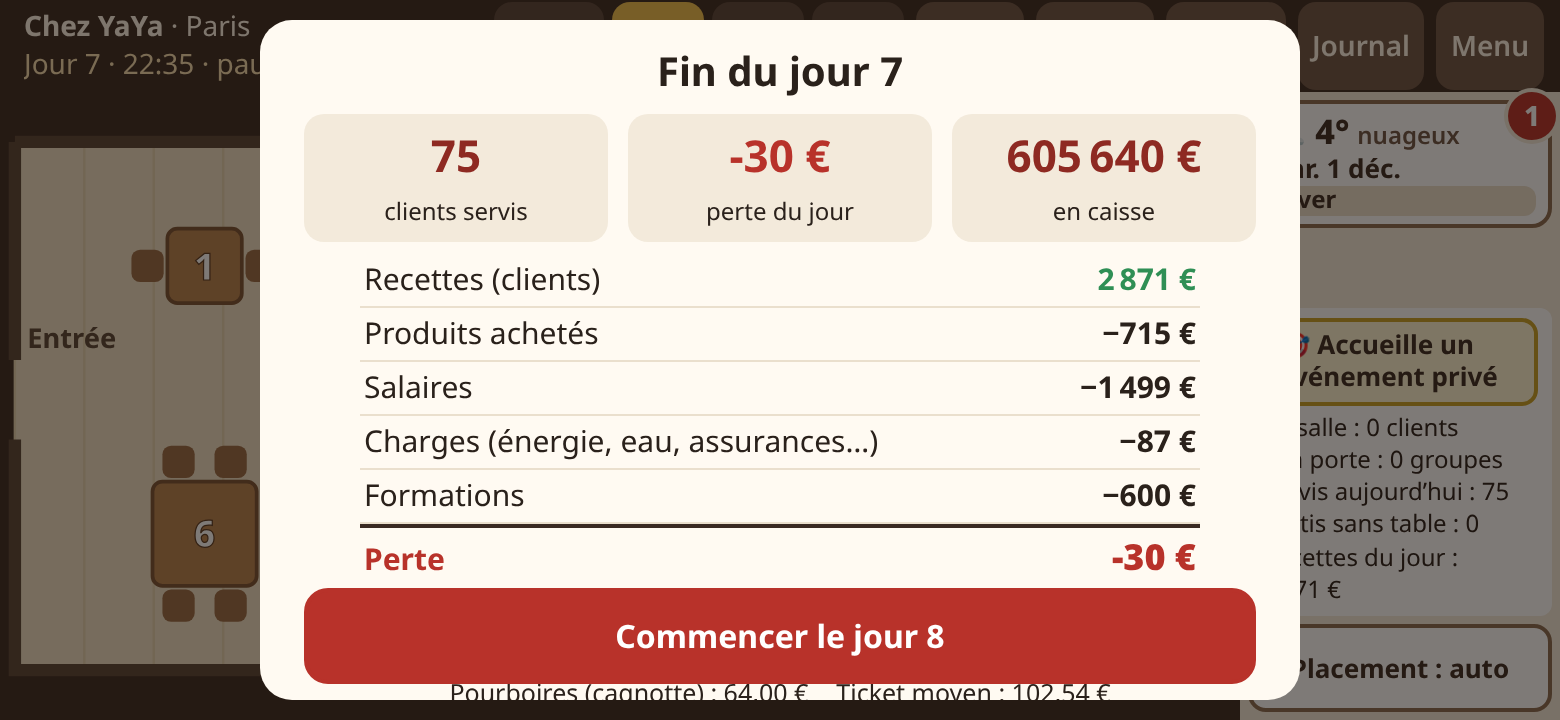 Chez YaYa · Paris
Jour 7 · 22:35 · pau
Journal
Menu
Fin du jour 7
75
clients servis
-30 €
perte du jour
605 640 €
en caisse
1
4° nuageux
r. 1 déc.
ver
1
Entrée
6
Recettes (clients) 2 871 €
Produits achetés −715 €
Salaires −1 499 €
Charges (énergie, eau, assurances…) −87 €
Formations −600 €
Perte -30 €
Commencer le jour 8
Pourboires (cagnotte) : 64,00 € Ticket moyen : 102,54 €
Accueille un
vénement privé
salle : 0 clients
porte : 0 groupes
vis aujourd’hui : 75
tis sans table : 0
ettes du jour :
71 €
Placement : auto